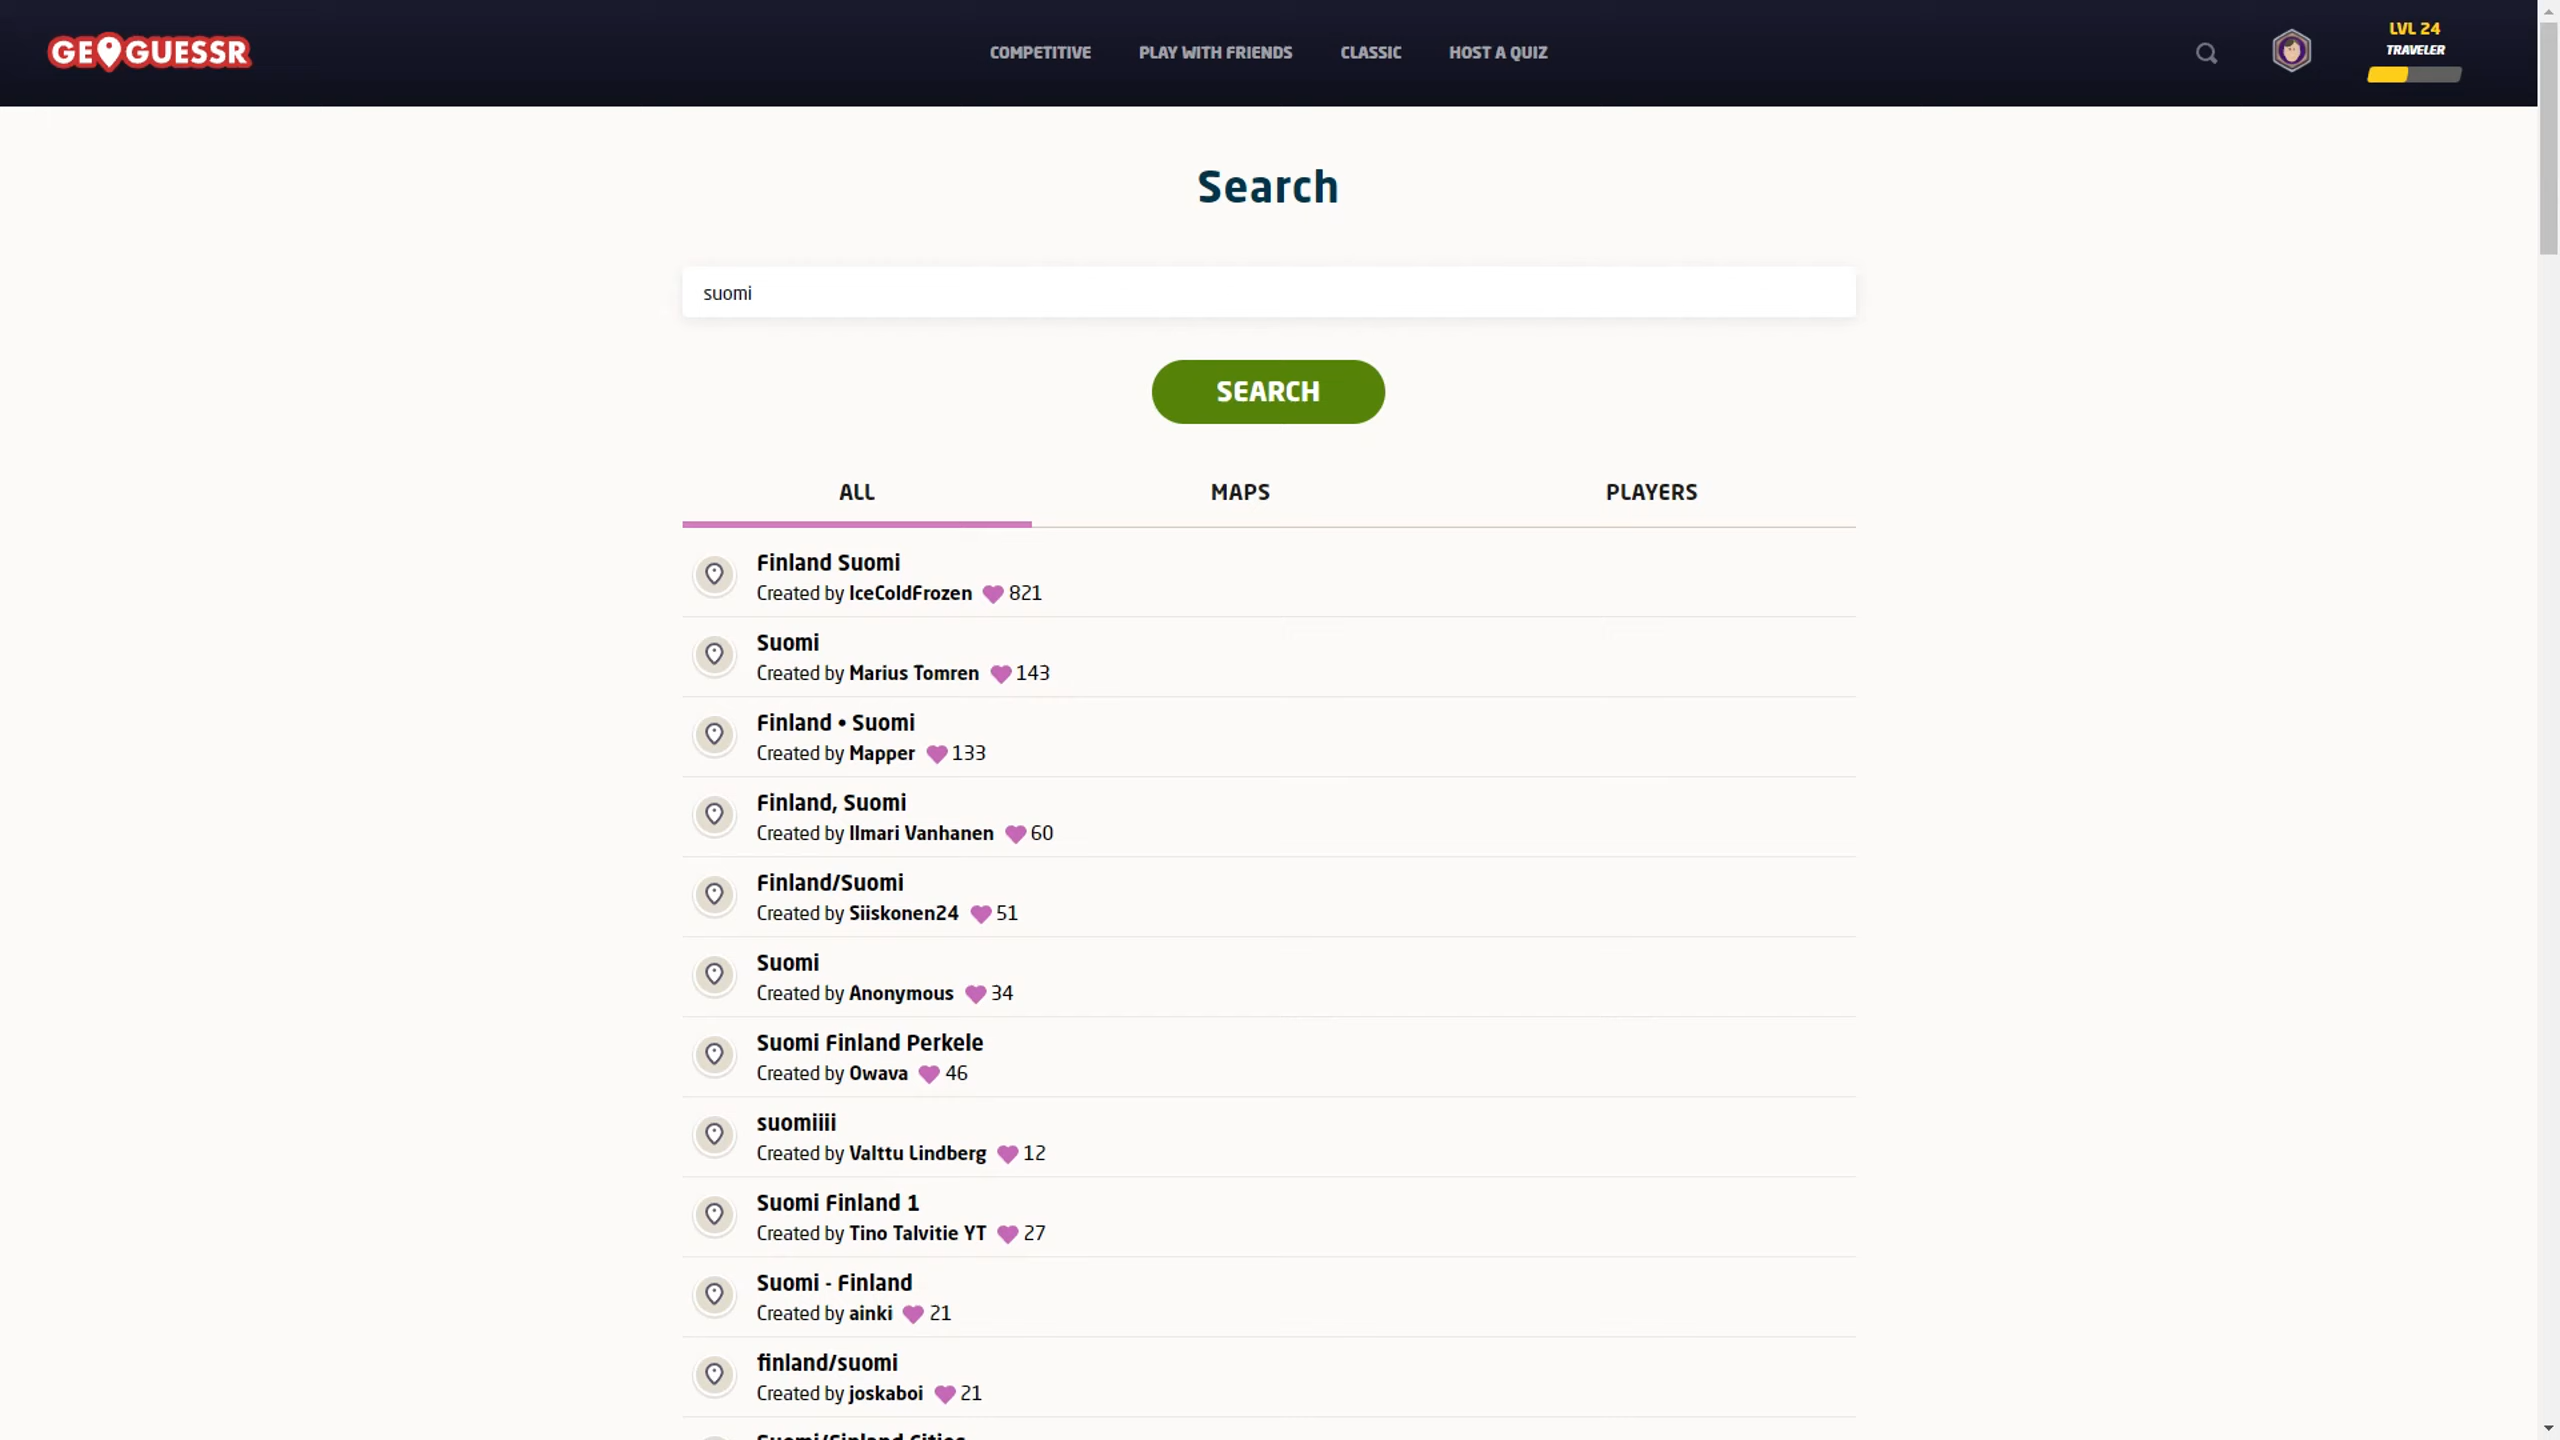 GEOGUESSR
COMPETITIVE PLAY WITH FRIENDS CLASSIC HOST A QUIZ
LVL 24
TRAVELER
Search
suomi
SEARCH
ALL MAPS PLAYERS
Finland Suomi
Created by IceColdFrozen 821
Suomi
Created by Marius Tomren 143
Finland • Suomi
Created by Mapper 133
Finland, Suomi
Created by Ilmari Vanhanen 60
Finland/Suomi
Created by Siiskonen24 51
Suomi
Created by Anonymous 34
Suomi Finland Perkele
Created by Owava 46
suomiiii
Created by Valttu Lindberg 12
Suomi Finland 1
Created by Tino Talvitie YT 27
Suomi - Finland
Created by ainki 21
finland/suomi
Created by joskaboi 21
Suomi/Finland Cities